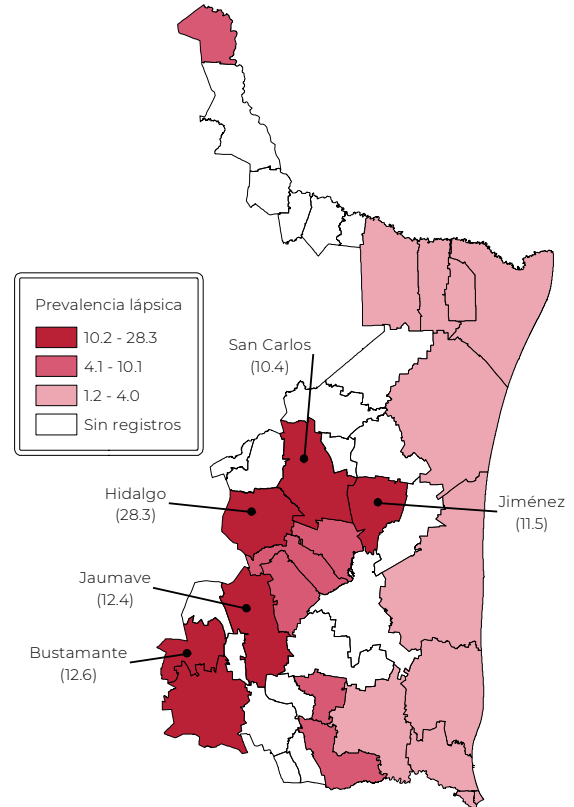 Prevalencia lápsica
10.2 - 28.3
4.1 - 10.1
1.2 - 4.0
Sin registros
San Carlos
(10.4)
Hidalgo
(28.3)
Jiménez
(11.5)
Jaumave
(12.4)
Bustamante
(12.6)